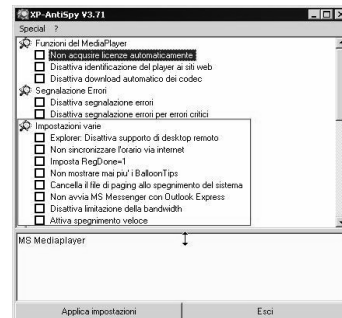 XP-AntiSpy V3.71
Special ?
Funzioni del MediaPlayer
Non acquisire licenze automaticamente
Disattiva identificazione del player ai siti web
Disattiva download automatico dei codec
Segnalazione Errori
Disattiva segnalazione errori
Disattiva segnalazione errori per errori critici
Impostazioni varie
Explorer: Disattiva supporto di desktop remoto
Non sincronizzare l'orario via internet
Imposta RegDone=1
Non mostrare mai i BalloonTips
Cancella il file di paging allo spegnimento del sistema
Non avvia MS Messenger con Outlook Express
Disattiva limitazione della bandwidth
Attiva spegnimento veloce
MS Mediaplayer
Applica impostazioni
Esci